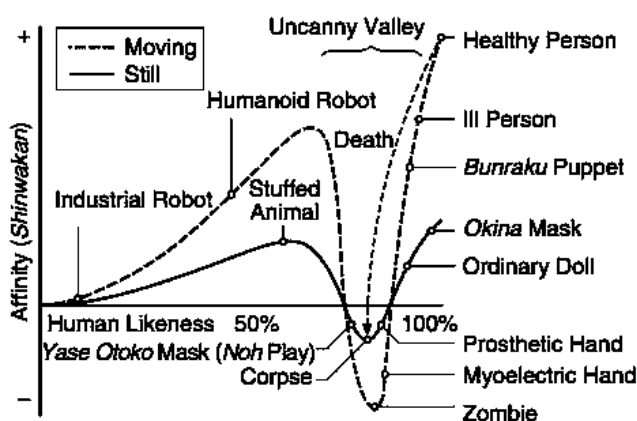 +
Moving
Still
Uncanny Valley
Healthy Person
Humanoid Robot
Ill Person
Death
Bunraku Puppet
Industrial Robot
Stuffed
Animal
Okina Mask
Ordinary Doll
Affinity (Shinwakan)
Human Likeness 50% 100%
Yase Otoko Mask (Noh Play)
Prosthetic Hand
Corpse
Myoelectric Hand
Zombie
–